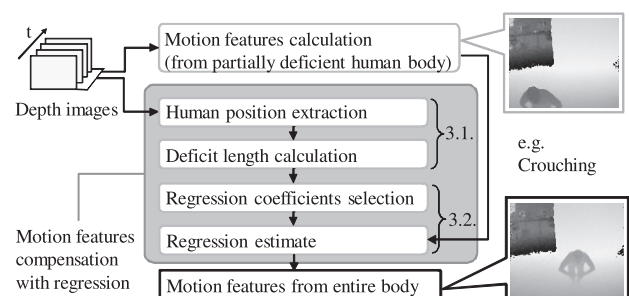 t
Depth images
Motion features calculation
(from partially deficient human body)
Human position extraction
Deficit length calculation
3.1.
Regression coefficients selection
Regression estimate
3.2.
Motion features from entire body
Motion features
compensation
with regression
e.g.
Crouching